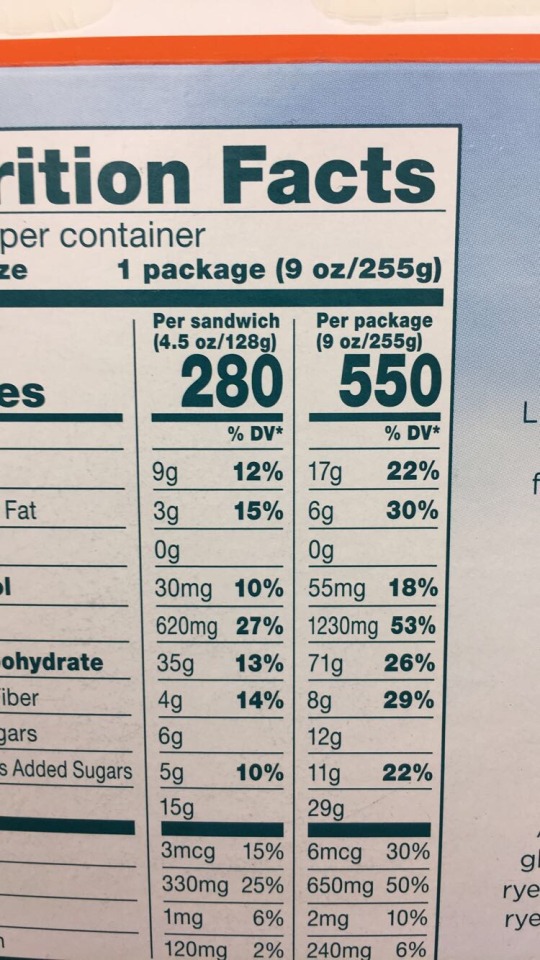 rition Facts
per container
ze 1 package (9 oz/255g)
Per sandwich Per package
(4.5 oz/128g) (9 oz/255g)
es 280 550
% DV* % DV*
9g 12% 17g 22%
Fat 3g 15% 6g 30%
0g 0g
ol 30mg 10% 55mg 18%
620mg 27% 1230mg 53%
ohydrate 35g 13% 71g 26%
iber 4g 14% 8g 29%
gars 6g 12g
s Added Sugars 5g 10% 11g 22%
15g 29g
3mcg 15% 6mcg 30%
330mg 25% 650mg 50%
1mg 6% 2mg 10%
120mg 2% 240mg 6%
L
f
gl
rye
rye